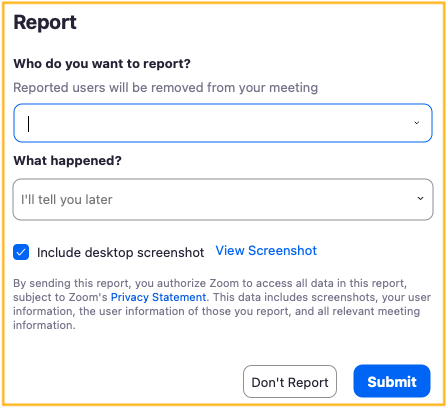 Report
Who do you want to report?
Reported users will be removed from your meeting
What happened?
I'll tell you later
Include desktop screenshot View Screenshot
By sending this report, you authorize Zoom to access all data in this report,
subject to Zoom's Privacy Statement. This data includes screenshots, your user
information, the user information of those you report, and all relevant meeting
information.
Don't Report Submit